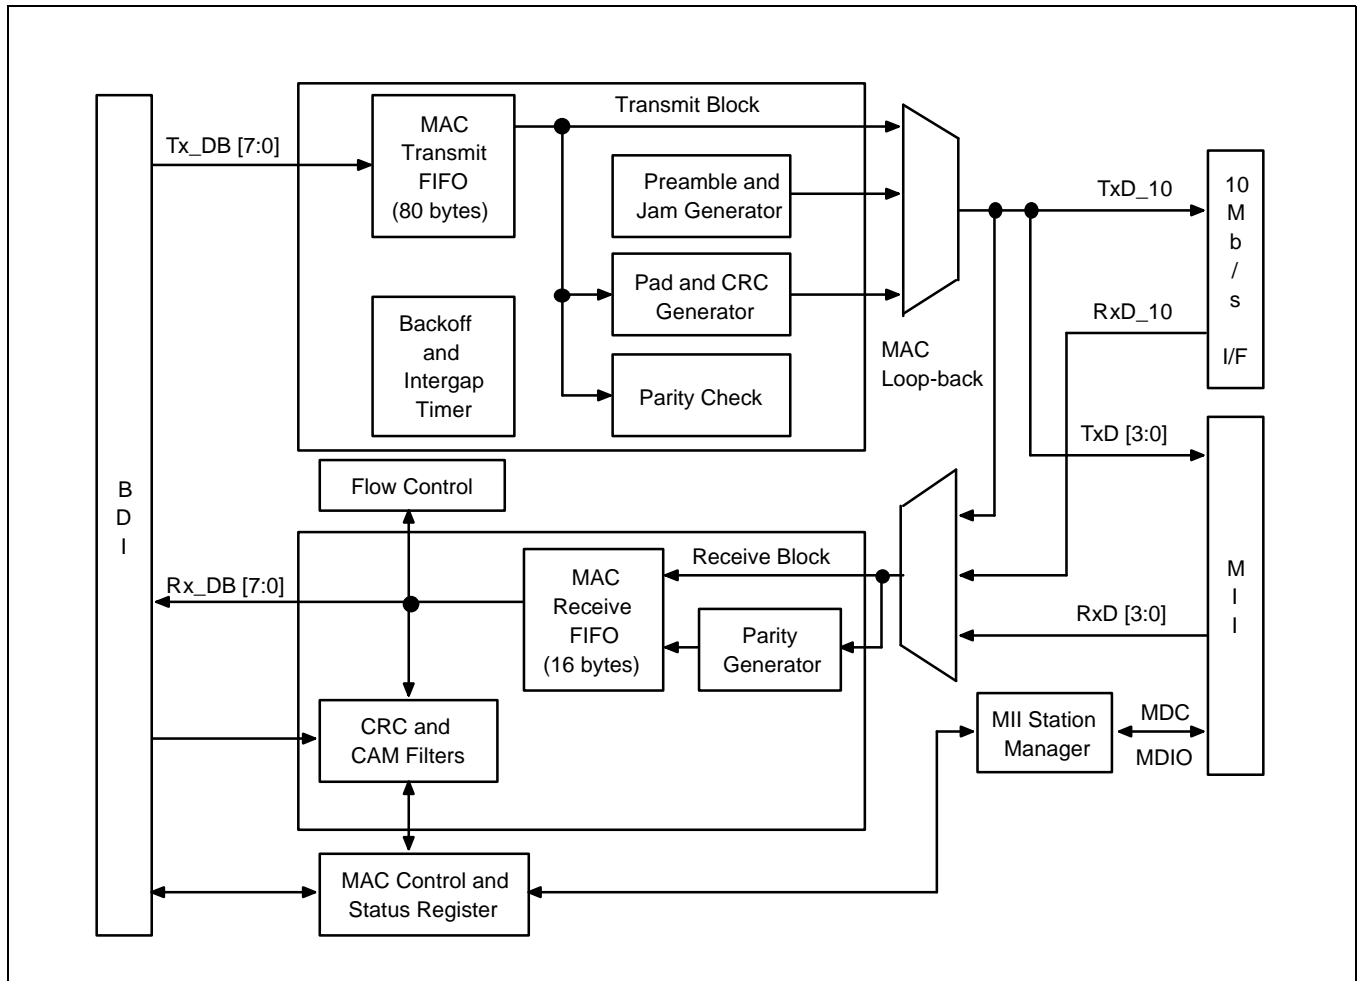 Transmit Block
MAC
Transmit
FIFO
(80 bytes)
Tx_DB [7:0]
Preamble and
Jam Generator
Pad and CRC
Generator
Parity Check
Backoff
and
Intergap
Timer
MAC
Loop-back
TxD_10
RxD_10
10
M
b
/
s
I/F
TxD [3:0]
RxD [3:0]
M
I
I
B
D
I
Flow Control
Receive Block
Rx_DB [7:0]
MAC
Receive
FIFO
(16 bytes)
Parity
Generator
CRC and
CAM Filters
MII Station
Manager
MDC
MDIO
MAC Control and
Status Register